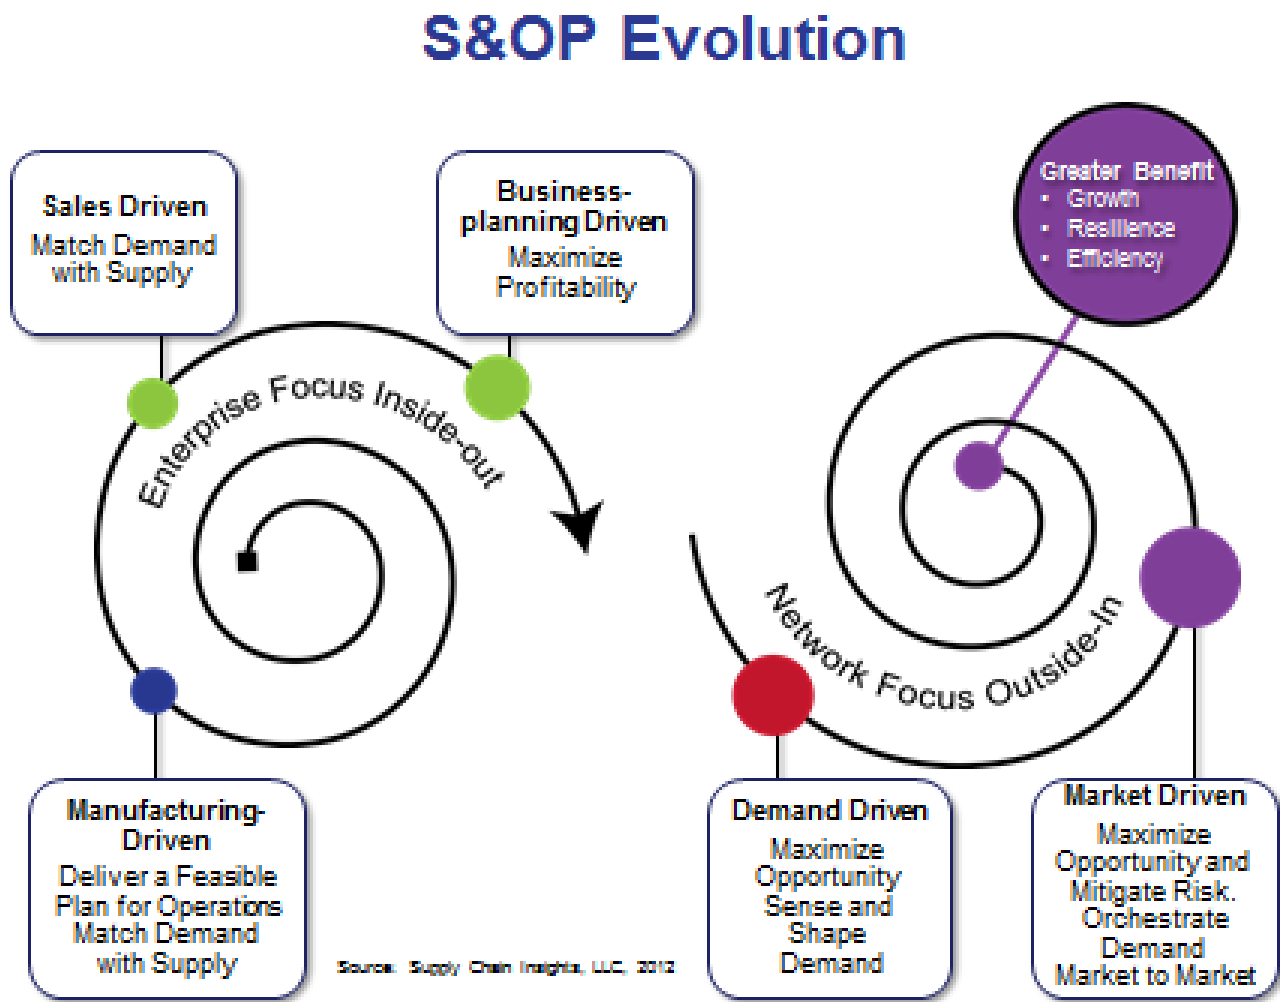 S&OP Evolution
Sales Driven
Match Demand
with Supply
Business-
planning Driven
Maximize
Profitability
Greater Benefit
• Growth
• Resilience
• Efficiency
Enterprise Focus Inside-out
Network Focus Outside-In
Manufacturing-
Driven
Deliver a Feasible
Plan for Operations
Match Demand
with Supply
Demand Driven
Maximize
Opportunity
Sense and
Shape
Demand
Market Driven
Maximize
Opportunity and
Mitigate Risk.
Orchestrate
Demand
Market to Market
Source: Supply Chain Insights, LLC, 2012